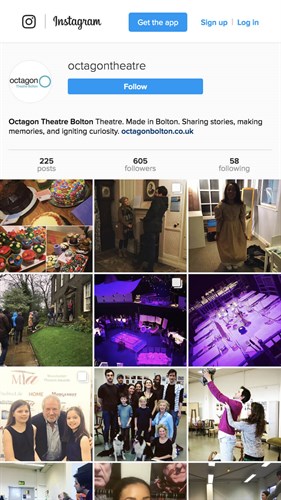 Instagram
Get the app
Sign up | Log in
octagon
Theatre Bolton
octagontheatre
Follow
Octagon Theatre Bolton Theatre. Made in Bolton. Sharing stories, making
memories, and igniting curiosity. octagonbolton.co.uk
225 605 58
posts followers following